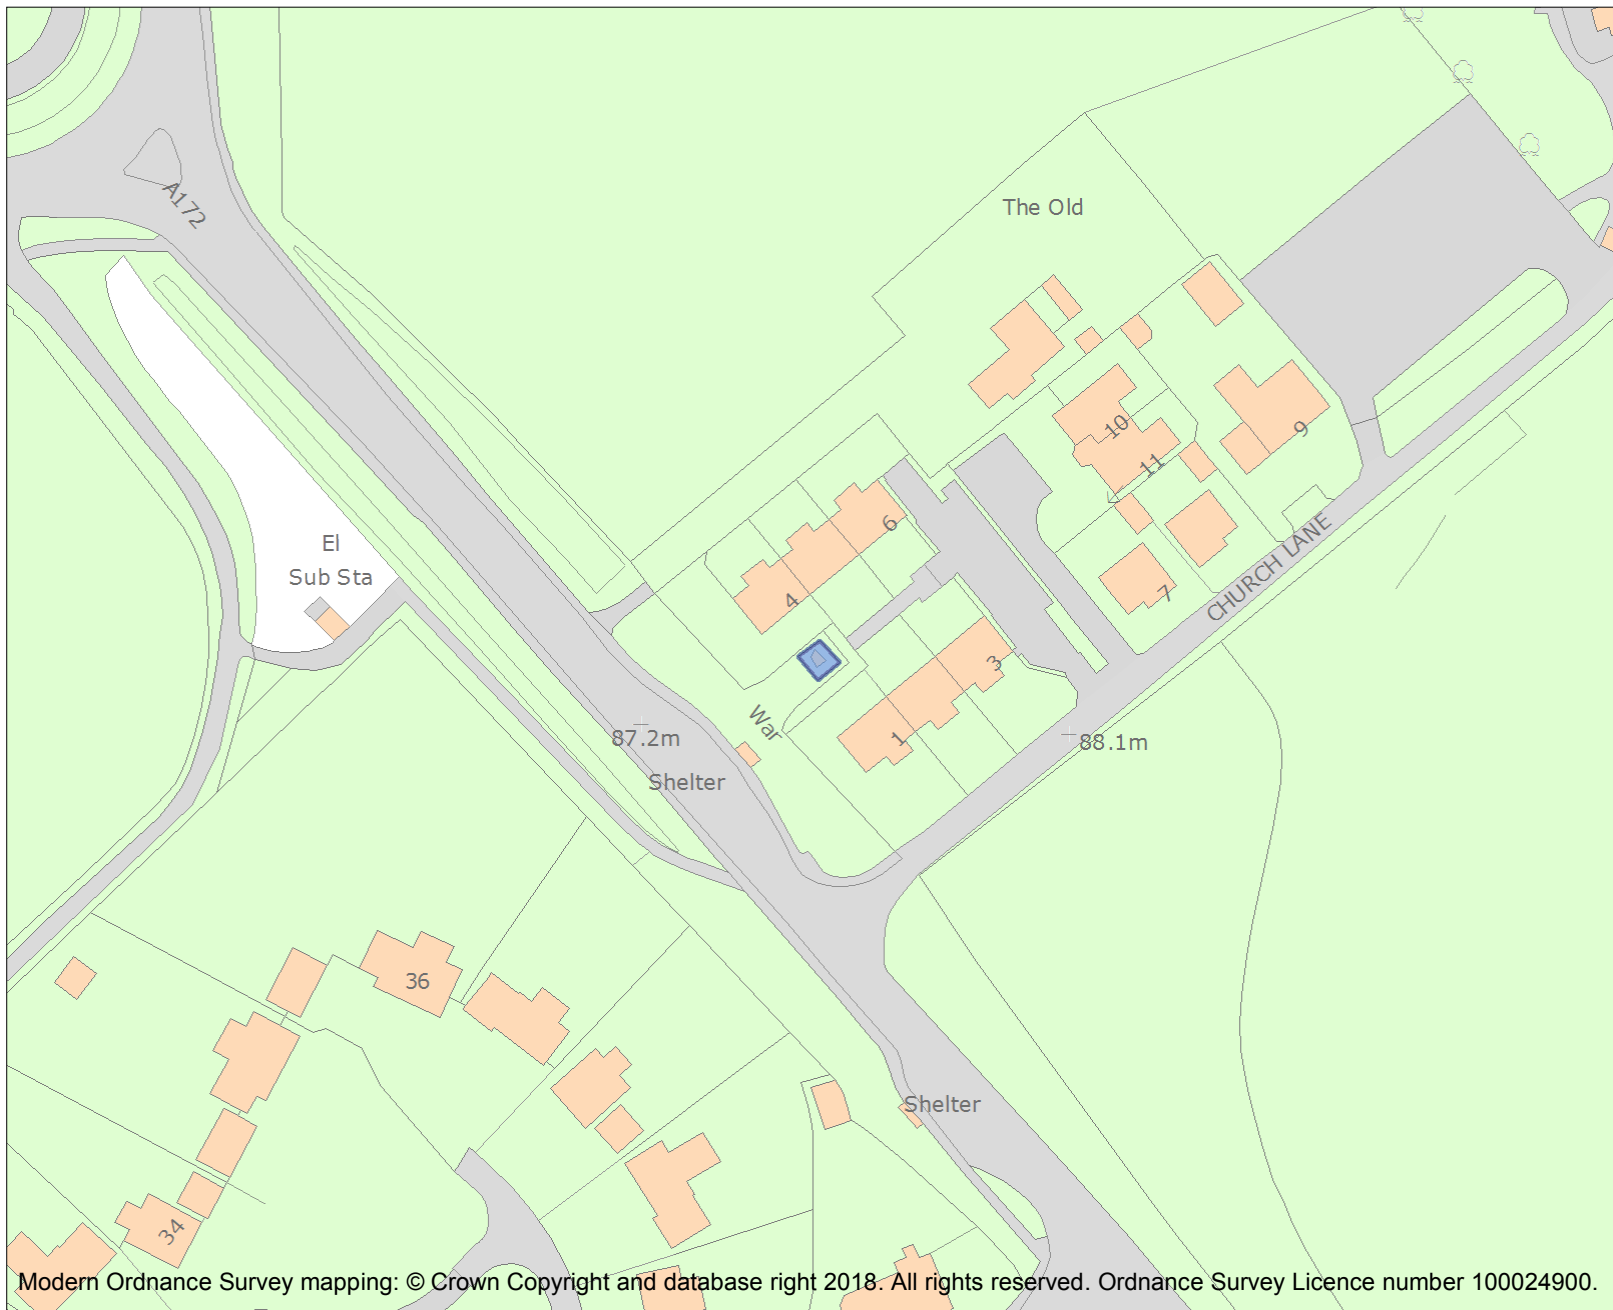 A172
The Old
10
9
11
6
El
Sub Sta
4
7
CHURCH LANE
3
War
1
87.2m
88.1m
Shelter
36
Shelter
34
Modern Ordnance Survey mapping: © Crown Copyright and database right 2018. All rights reserved. Ordnance Survey Licence number 100024900.